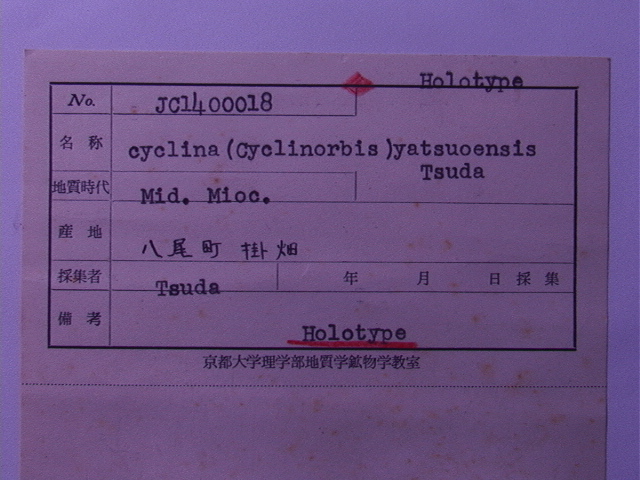 Holotype
No. JC1400018
名称 cyclina(Cyclinorbis)yatsuoensis
Tsuda
地質時代 Mid. Mioc.
産地 八尾町 掛畑
採集者 Tsuda 年 月 日 採集
備考 Holotype
京都大学理学部地質学鉱物学教室